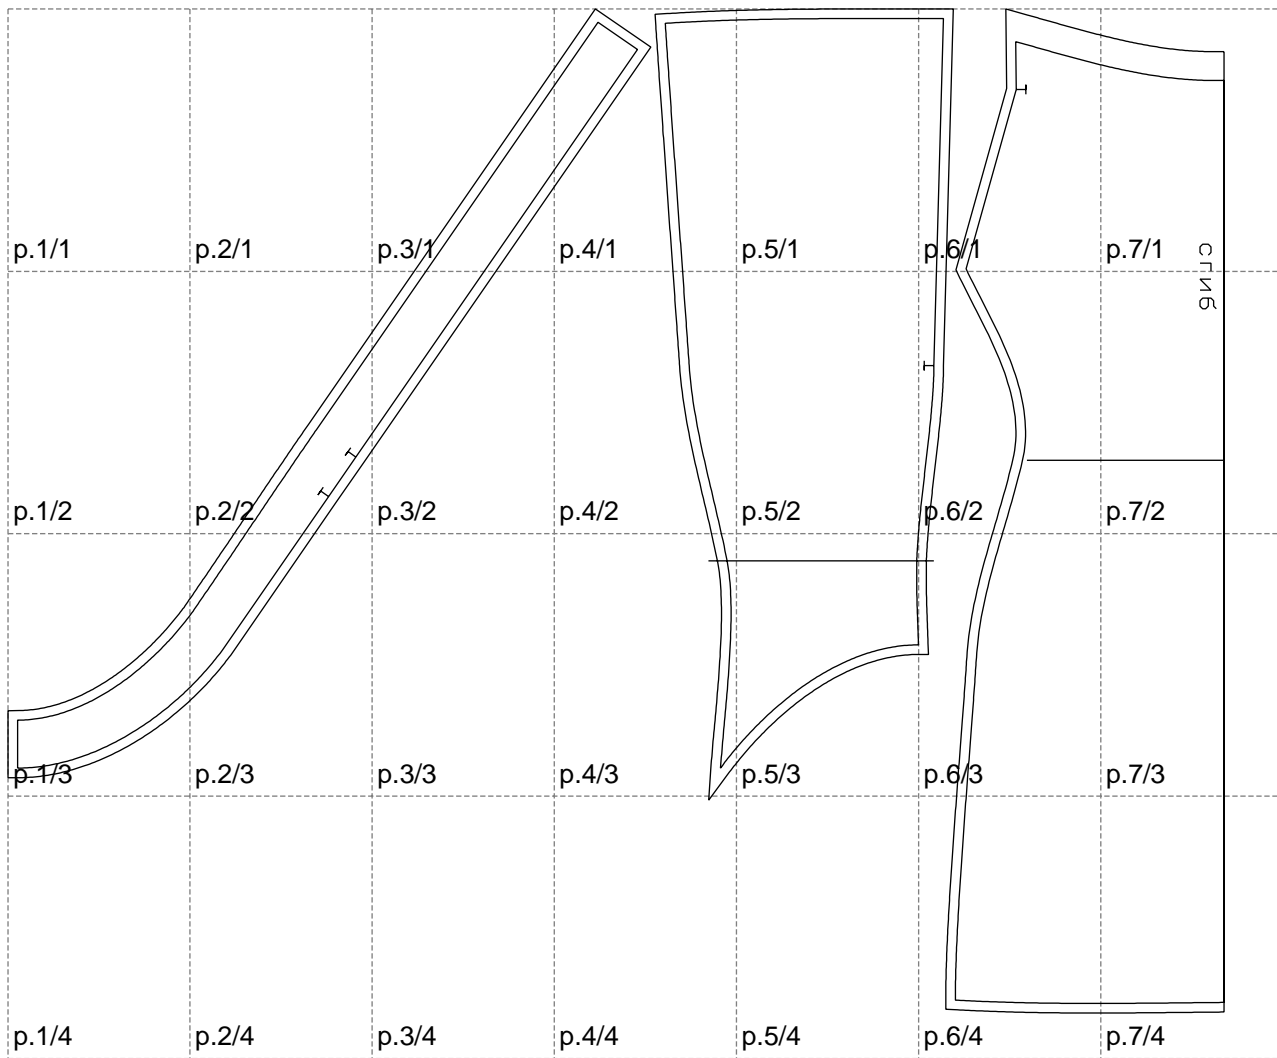 p.1/1 p.2/1 p.3/1 p.4/1 p.5/1 p.6/1 p.7/1
сгиб
p.1/2 p.2/2 p.3/2 p.4/2 p.5/2 p.6/2 p.7/2
p.1/3 p.2/3 p.3/3 p.4/3 p.5/3 p.6/3 p.7/3
p.1/4 p.2/4 p.3/4 p.4/4 p.5/4 p.6/4 p.7/4